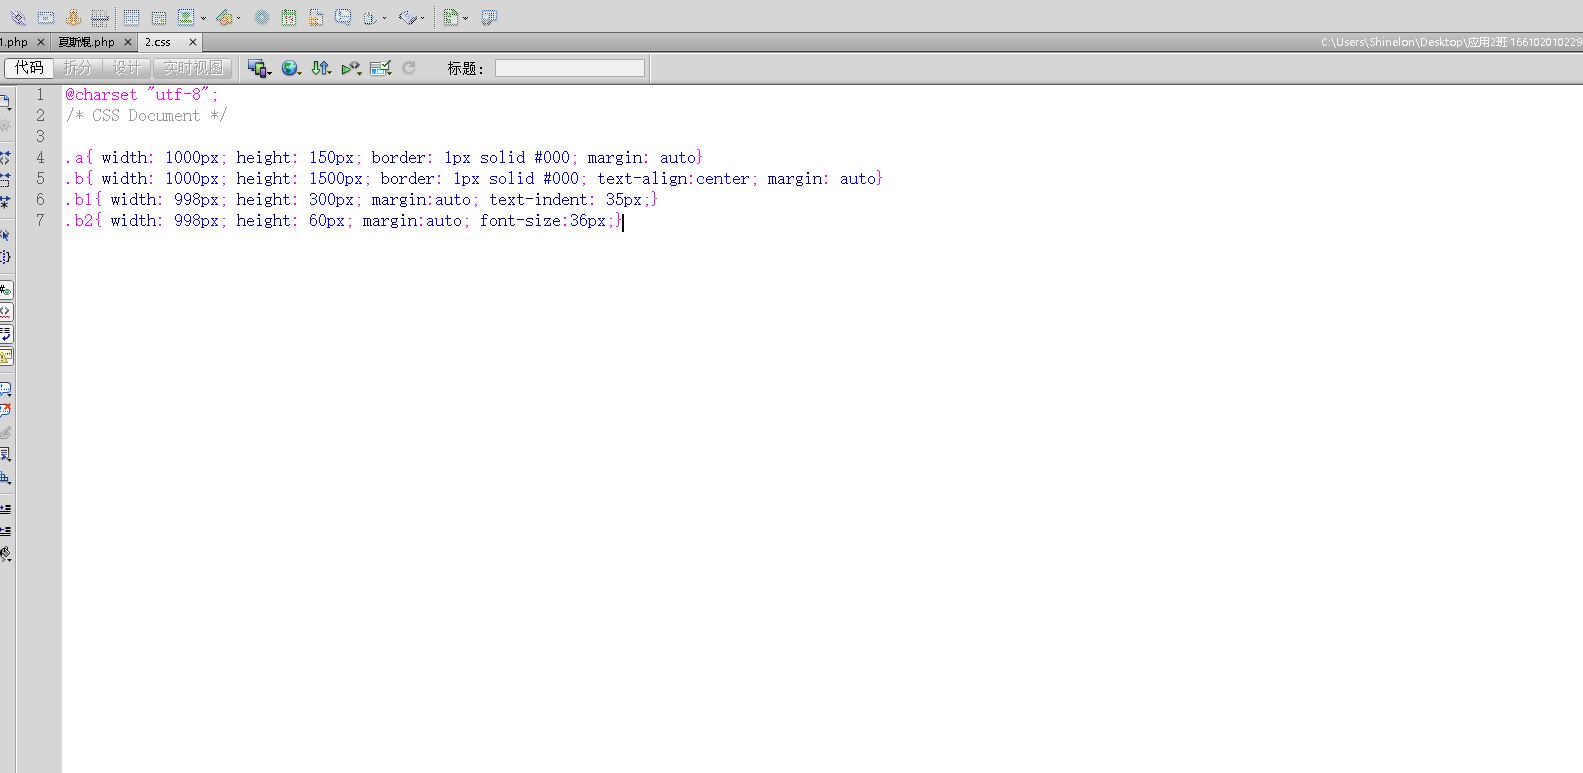 1.php × 夏斯焜.php × 2.css ×
C:\Users\Shinelon\Desktop\应用2班 166102010229
代码 拆分 设计 实时视图 标题:
1 @charset "utf-8";
2 /* CSS Document */
3
4 .a{ width: 1000px; height: 150px; border: 1px solid #000; margin: auto}
5 .b{ width: 1000px; height: 1500px; border: 1px solid #000; text-align:center; margin: auto}
6 .b1{ width: 998px; height: 300px; margin:auto; text-indent: 35px;}
7 .b2{ width: 998px; height: 60px; margin:auto; font-size:36px;}